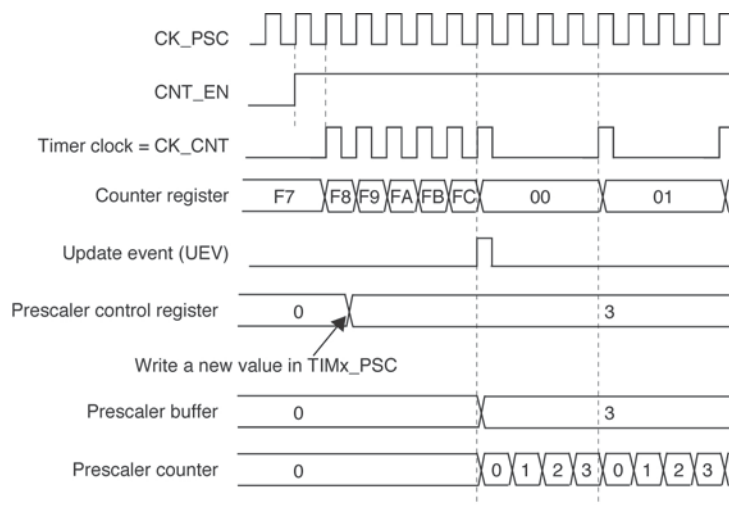 CK_PSC
CNT_EN
Timer clock = CK_CNT
Counter register F7 F8 F9 FA FB FC 00 01
Update event (UEV)
Prescaler control register 0 3
Write a new value in TIMx_PSC
Prescaler buffer 0 3
Prescaler counter 0 0 1 2 3 0 1 2 3